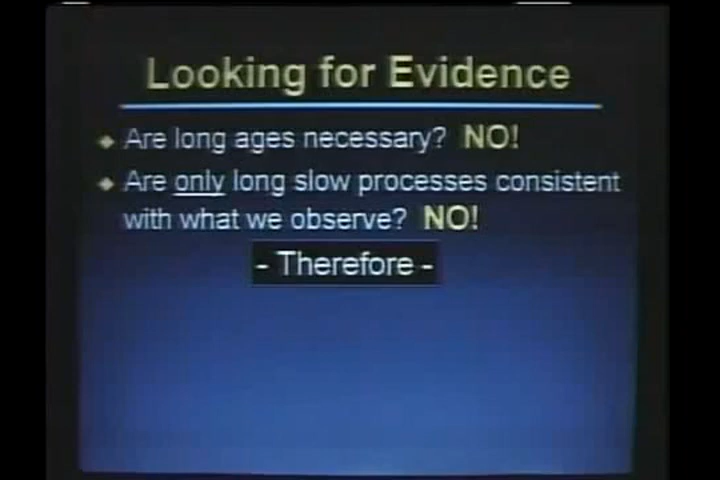 Looking for Evidence
Are long ages necessary? NO!
Are only long slow processes consistent
with what we observe? NO!
- Therefore -